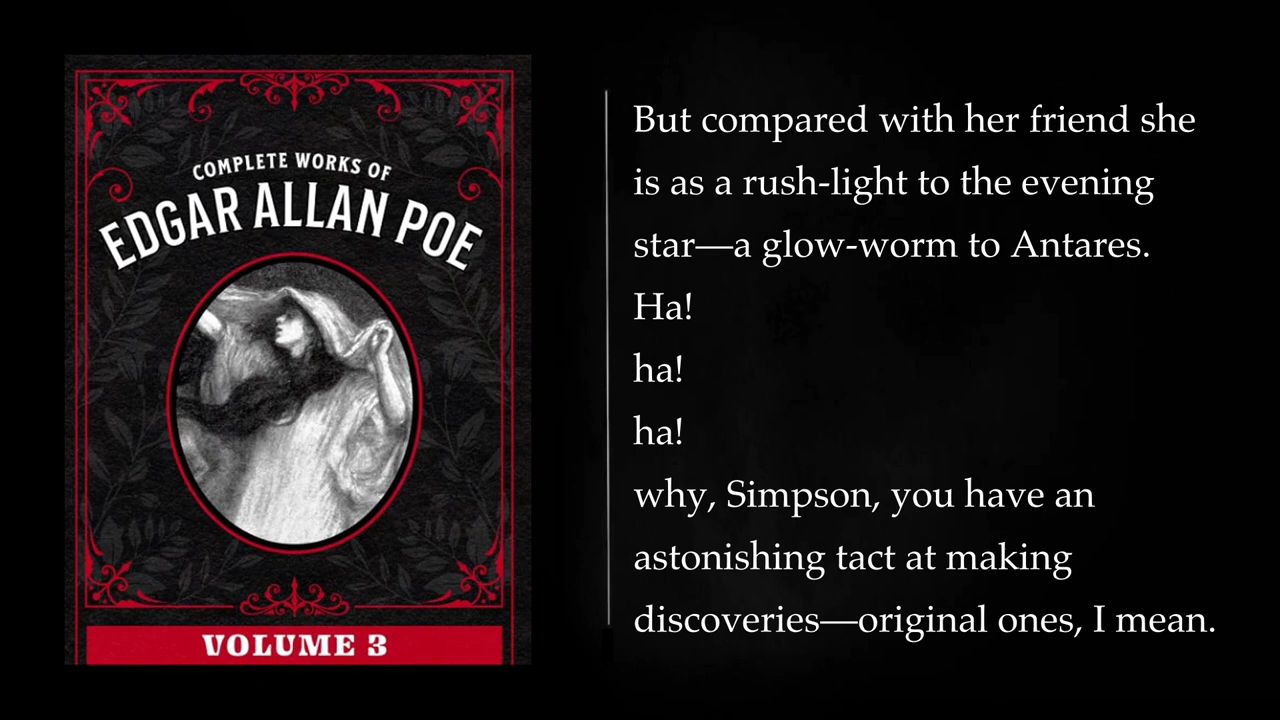 COMPLETE WORKS OF
EDGAR ALLAN POE
VOLUME 3
But compared with her friend she
is as a rush-light to the evening
star—a glow-worm to Antares.
Ha!
ha!
ha!
why, Simpson, you have an
astonishing tact at making
discoveries—original ones, I mean.